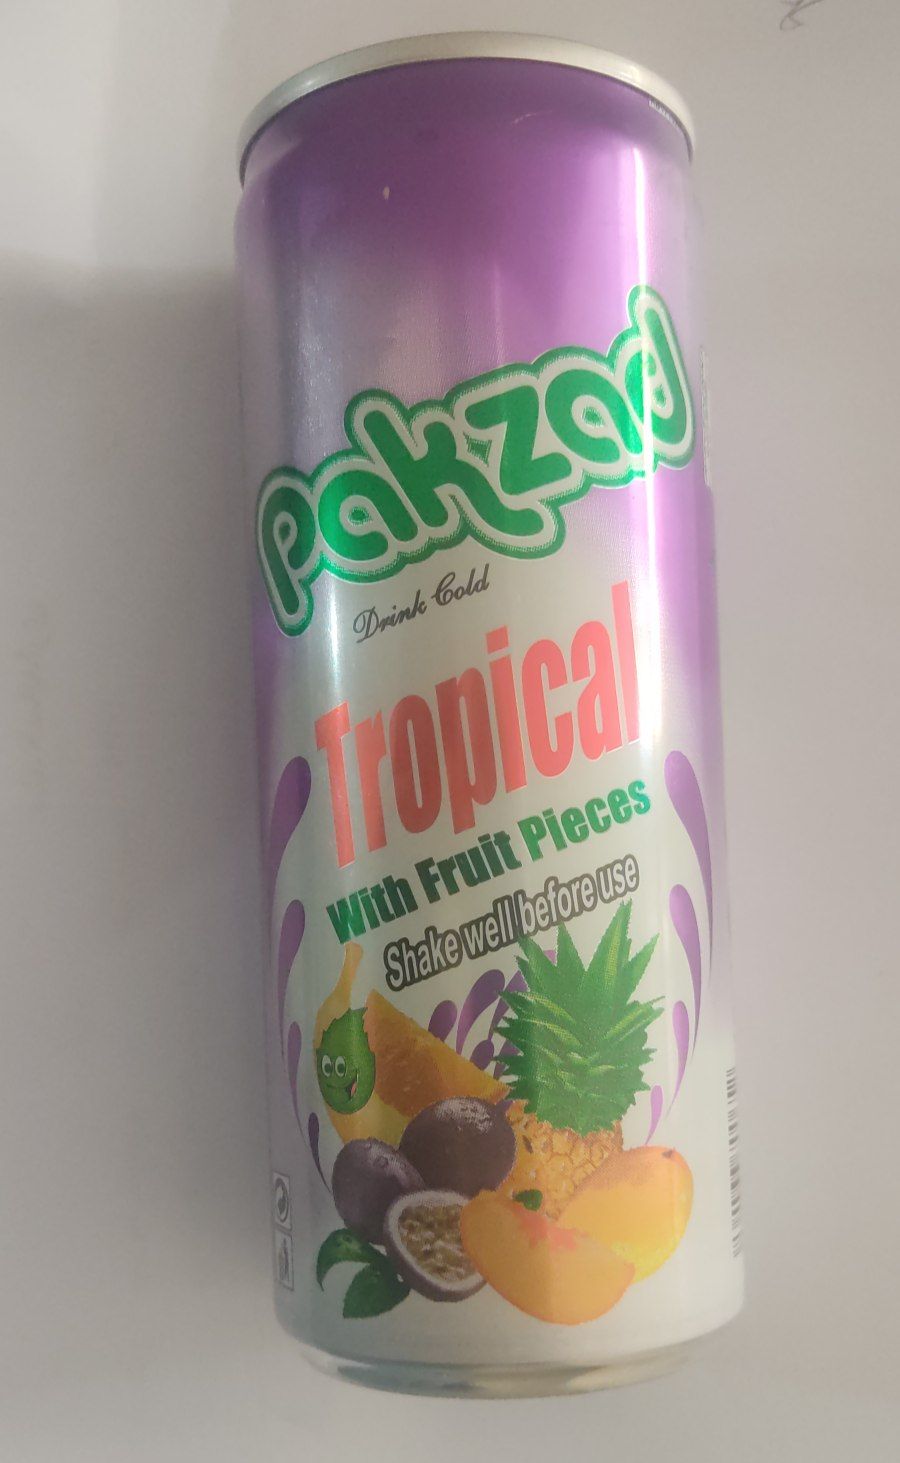 Pakzad
Drink Cold
Tropical
With Fruit Pieces
Shake well before use